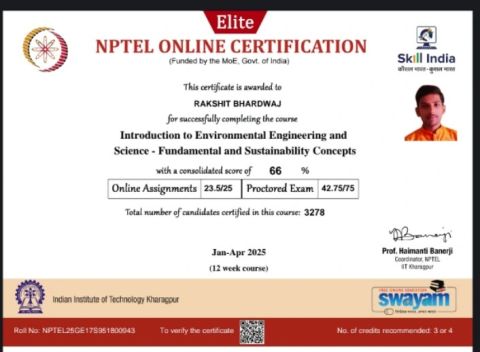 Elite
NPTEL ONLINE CERTIFICATION
(Funded by the MoE, Govt. of India)
Skill India
कौशल भारत - कुशल भारत
This certificate is awarded to
RAKSHIT BHARDWAJ
for successfully completing the course
Introduction to Environmental Engineering and
Science - Fundamental and Sustainability Concepts
with a consolidated score of 66 %
Online Assignments 23.5/25 Proctored Exam 42.75/75
Total number of candidates certified in this course: 3278
Jan-Apr 2025
(12 week course)
Prof. Haimanti Banerji
Coordinator, NPTEL
IIT Kharagpur
Indian Institute of Technology Kharagpur
FREE ONLINE EDUCATION
swayam
Roll No: NPTEL25GE17S951800943
To verify the certificate
No. of credits recommended: 3 or 4